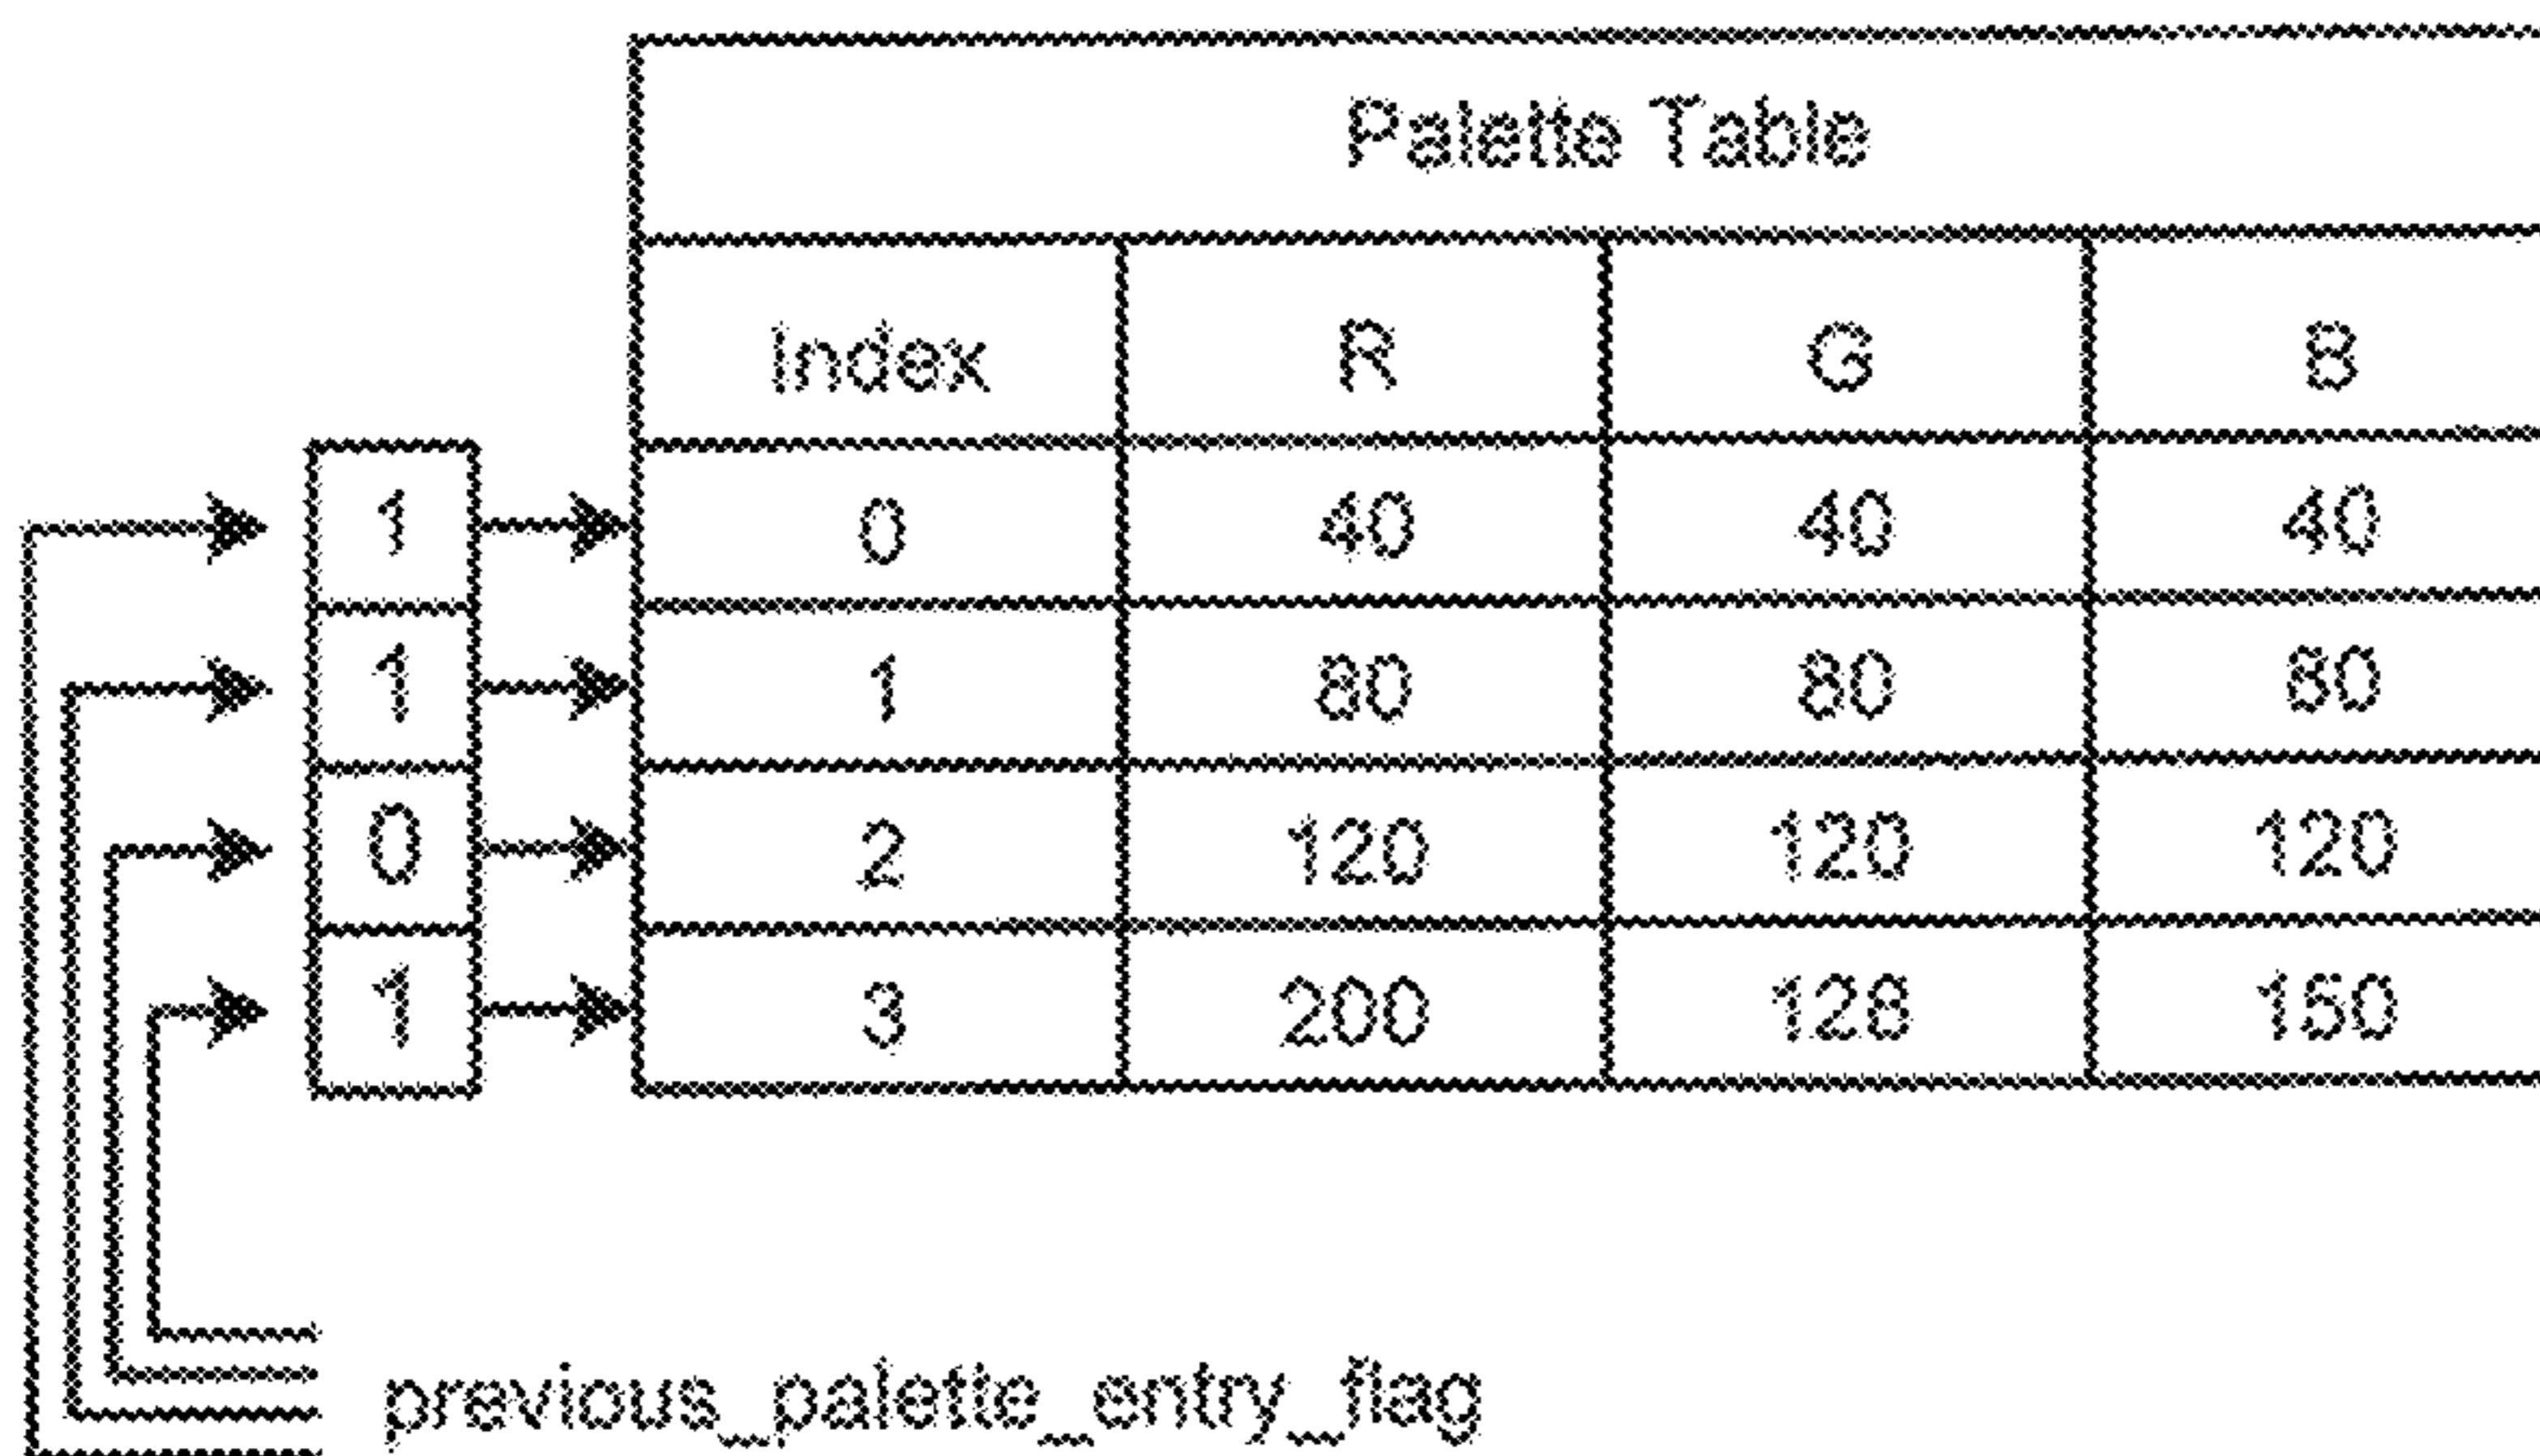 Palette Table
Index R G B
1 0 40 40 40
1 1 80 80 80
0 2 120 120 120
1 3 200 128 150
previous_palette_entry_flag